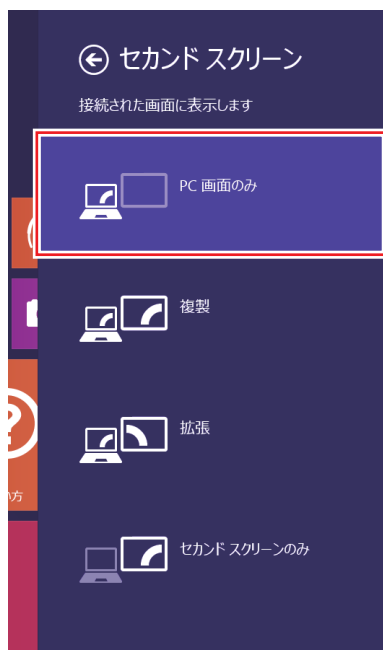 セカンド スクリーン
接続された画面に表示します
PC 画面のみ
複製
拡張
い方
セカンド スクリーンのみ